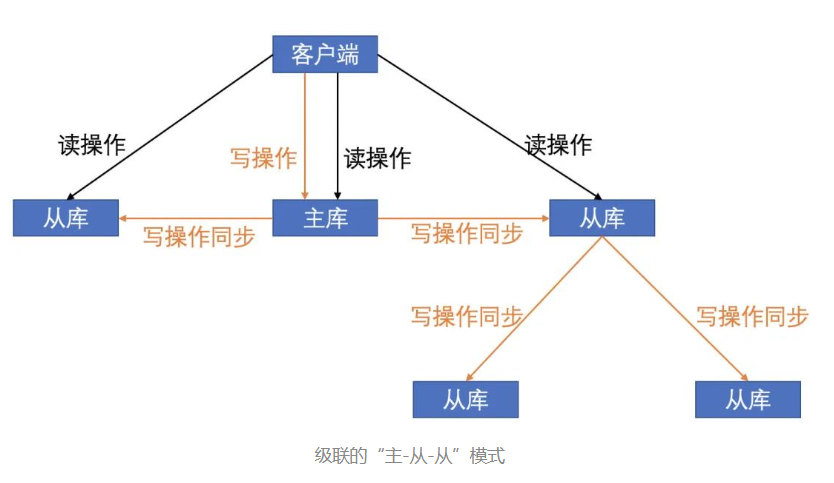 客户端
读操作
写操作
读操作
读操作
从库
主库
从库
写操作同步
写操作同步
写操作同步
写操作同步
从库
从库
级联的“主-从-从”模式